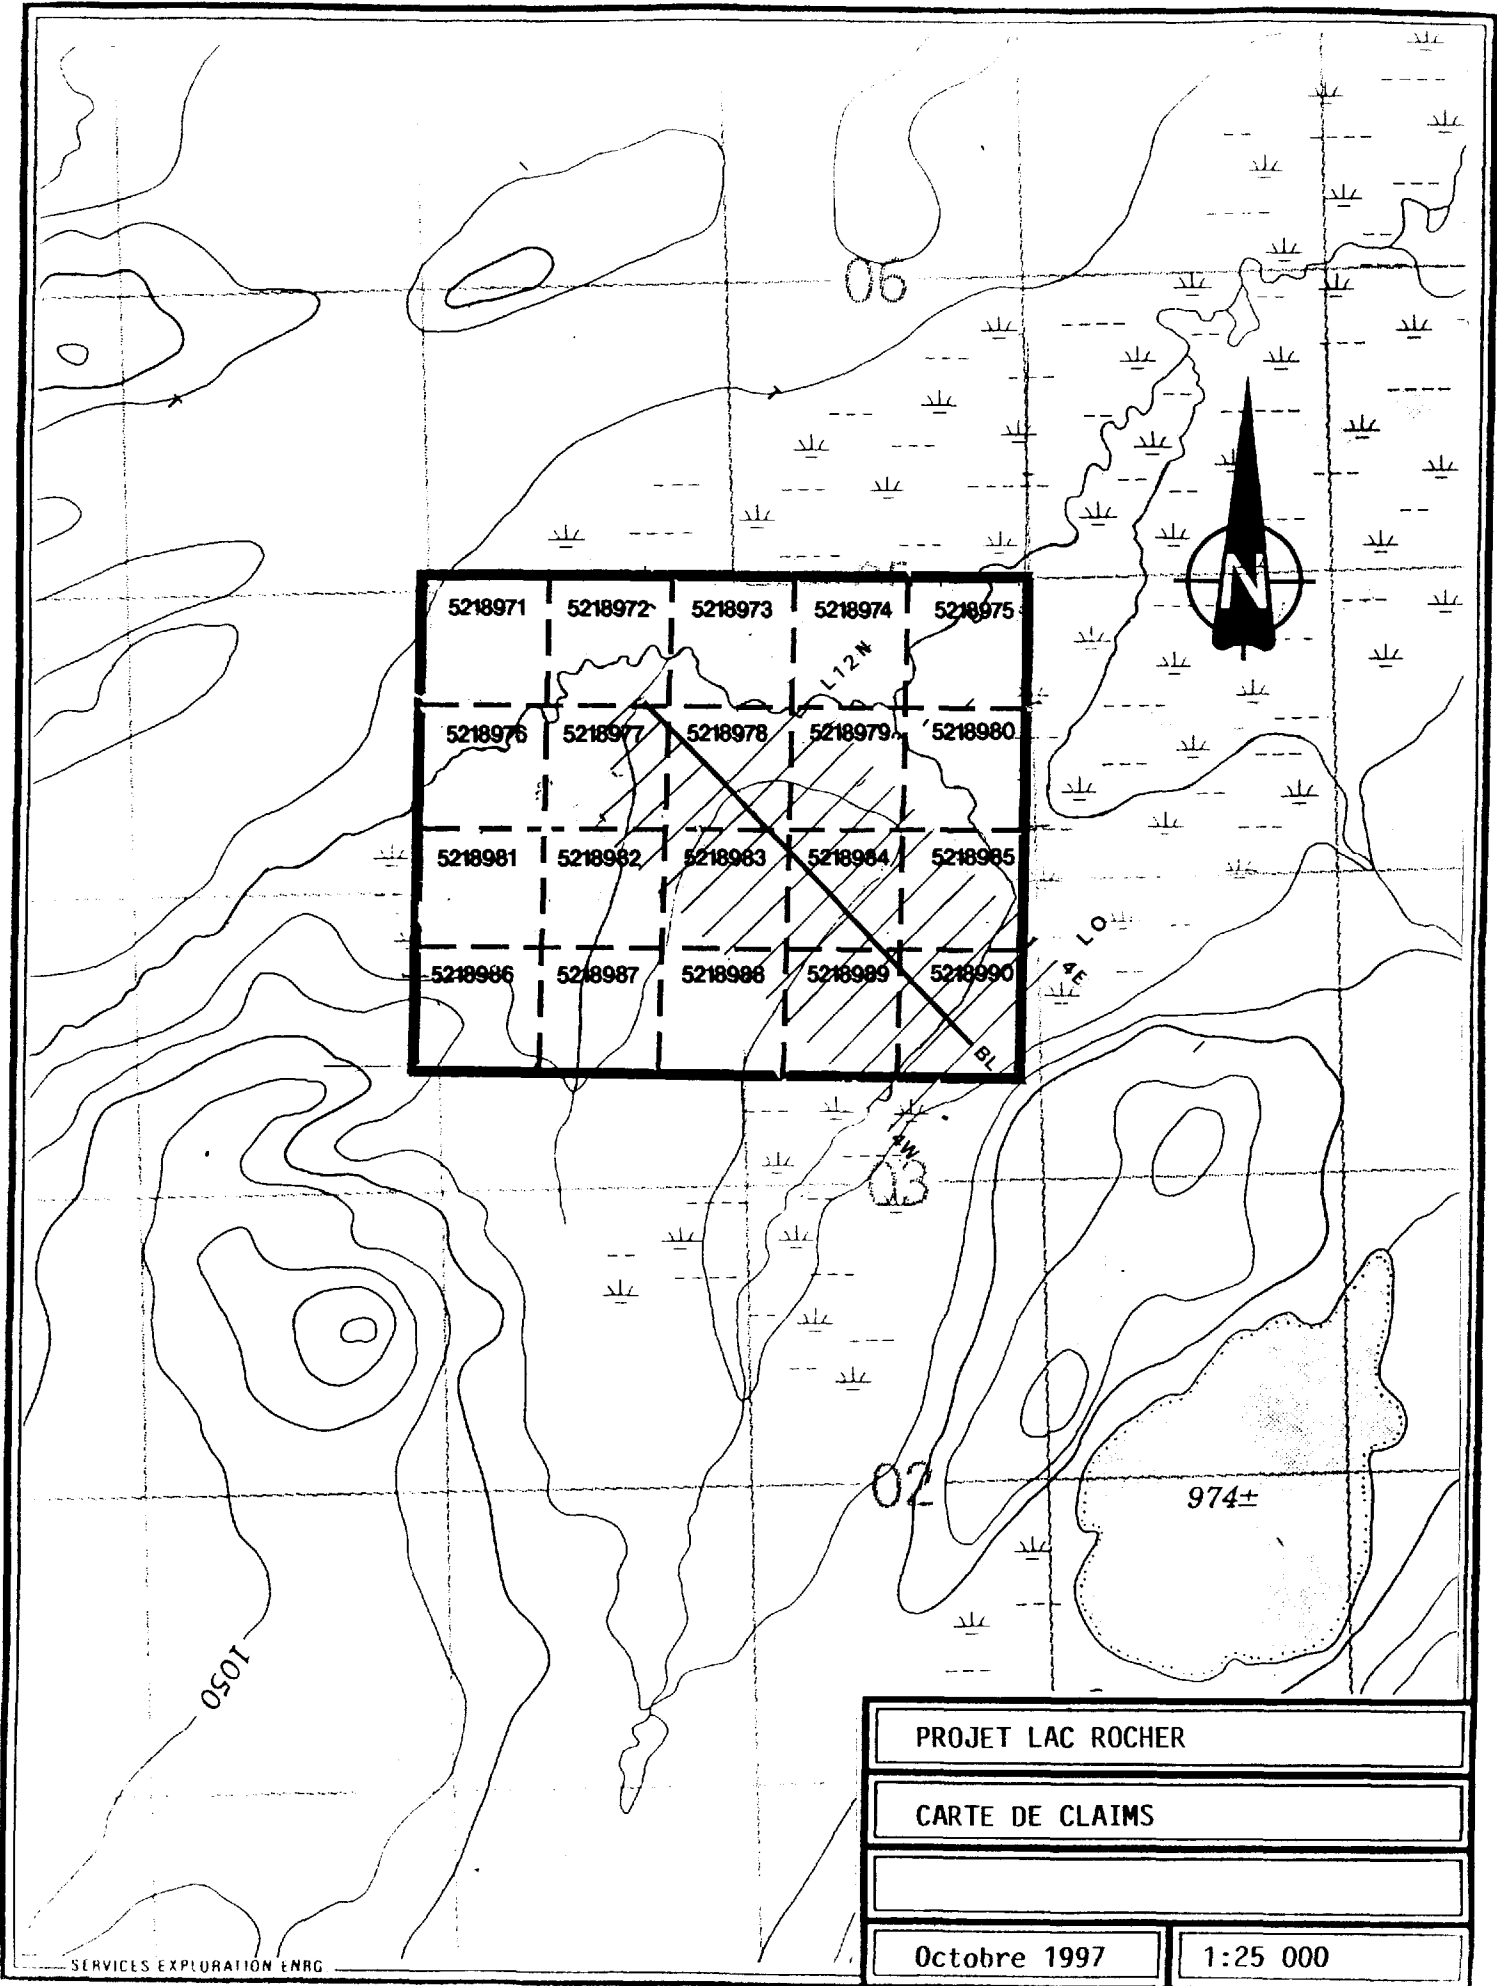 06
N
5218971 5218972 5218973 5218974 5218975
L12N
5218976 5218977 5218978 5218979 5218980
5218981 5218982 5218983 5218984 5218985
LO
4E
5218986 5218987 5218988 5218989 5218990
BL
4W
03
02
974±
1050
PROJET LAC ROCHER
CARTE DE CLAIMS
Octobre 1997 1:25 000
SERVICES EXPLORATION ENRG